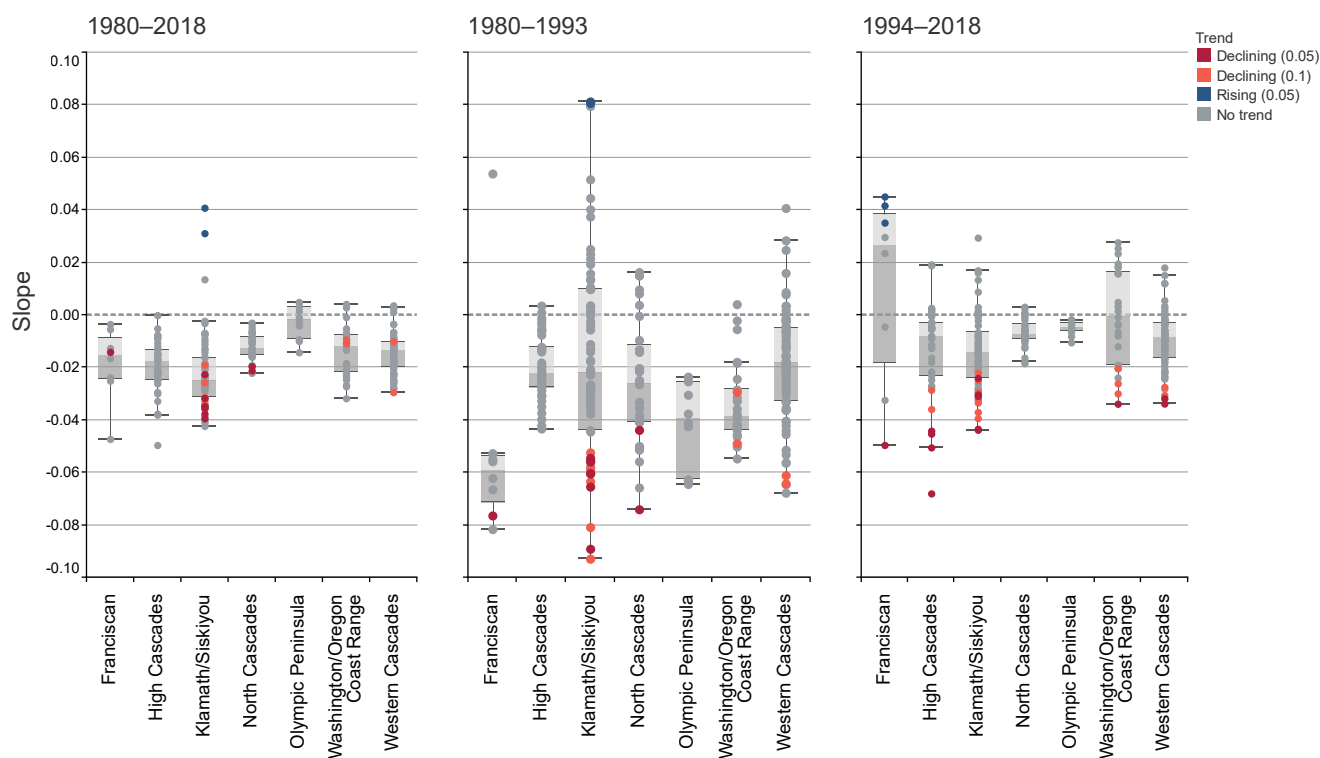 1980–2018
1980–1993
1994–2018
Trend
Declining (0.05)
Declining (0.1)
Rising (0.05)
No trend
Slope
0.10
0.08
0.06
0.04
0.02
0.00
-0.02
-0.04
-0.06
-0.08
-0.10
Franciscan
High Cascades
Klamath/Siskiyou
North Cascades
Olympic Peninsula
Washington/Oregon
Coast Range
Western Cascades
Franciscan
High Cascades
Klamath/Siskiyou
North Cascades
Olympic Peninsula
Washington/Oregon
Coast Range
Western Cascades
Franciscan
High Cascades
Klamath/Siskiyou
North Cascades
Olympic Peninsula
Washington/Oregon
Coast Range
Western Cascades